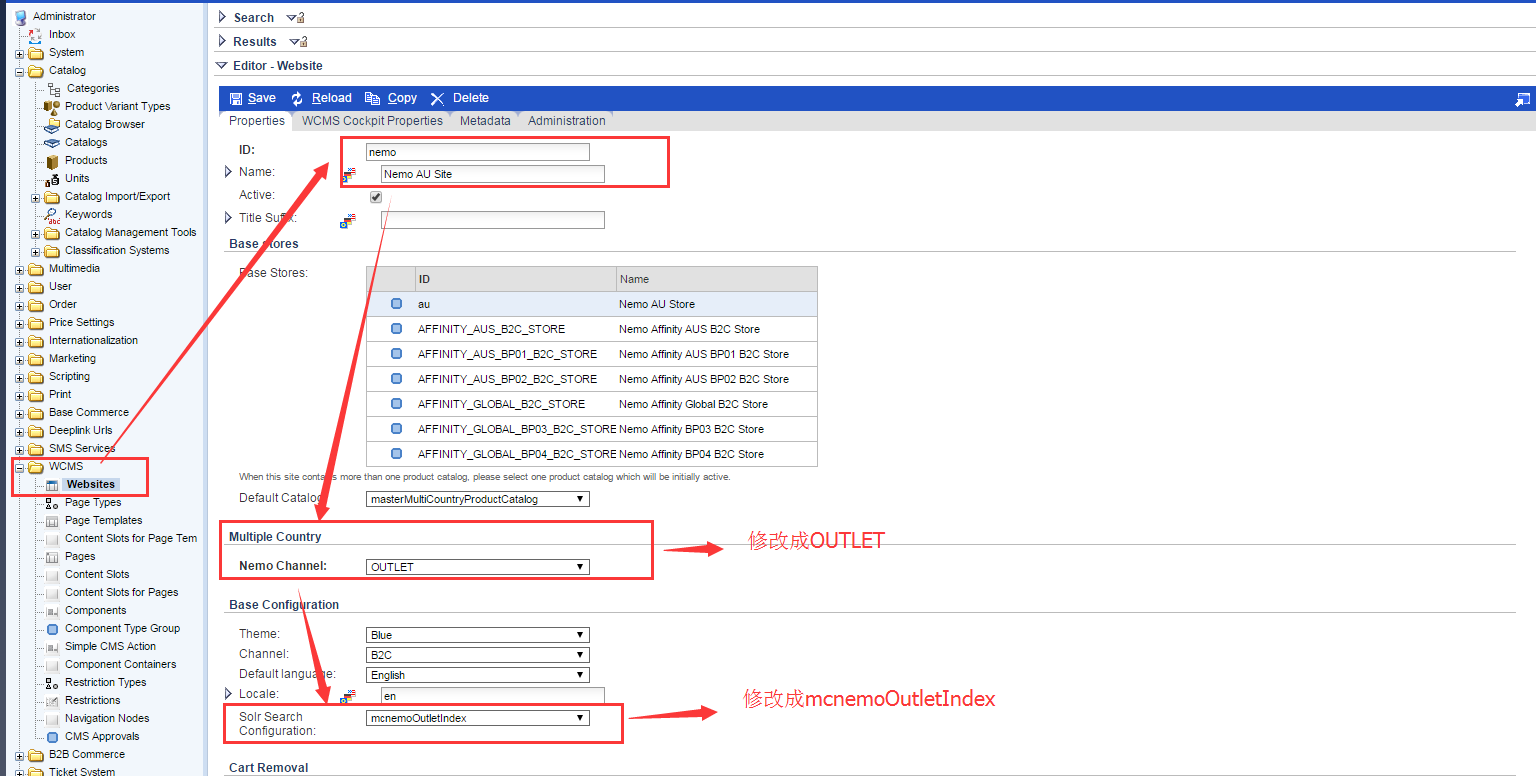 Administrator
Inbox
System
Catalog
Categories
Product Variant Types
Catalog Browser
Catalogs
Products
Units
Catalog Import/Export
Keywords
Catalog Management Tools
Classification Systems
Multimedia
User
Order
Price Settings
Internationalization
Marketing
Scripting
Print
Base Commerce
Deeplink Urls
SMS Services
WCMS
Websites
Page Types
Page Templates
Content Slots for Page Tem
Pages
Content Slots
Content Slots for Pages
Components
Component Type Group
Simple CMS Action
Component Containers
Restriction Types
Restrictions
Navigation Nodes
CMS Approvals
B2B Commerce
Ticket System
Search
Results
Editor - Website
Save Reload Copy Delete
Properties WCMS Cockpit Properties Metadata Administration
ID: nemo
Name: Nemo AU Site
Active:
Title Suffix:
Base stores
Base Stores:
ID Name
au Nemo AU Store
AFFINITY_AUS_B2C_STORE Nemo Affinity AUS B2C Store
AFFINITY_AUS_BP01_B2C_STORE Nemo Affinity AUS BP01 B2C Store
AFFINITY_AUS_BP02_B2C_STORE Nemo Affinity AUS BP02 B2C Store
AFFINITY_GLOBAL_B2C_STORE Nemo Affinity Global B2C Store
AFFINITY_GLOBAL_BP03_B2C_STORE Nemo Affinity BP03 B2C Store
AFFINITY_GLOBAL_BP04_B2C_STORE Nemo Affinity BP04 B2C Store
When this site contains more than one product catalog, please select one product catalog which will be initially active.
Default Catalog masterMultiCountryProductCatalog
Multiple Country
修改成OUTLET
Nemo Channel: OUTLET
Base Configuration
Theme: Blue
Channel: B2C
Default language: English
Locale: en
修改成mcnemoOutletIndex
Solr Search Configuration: mcnemoOutletIndex
Cart Removal